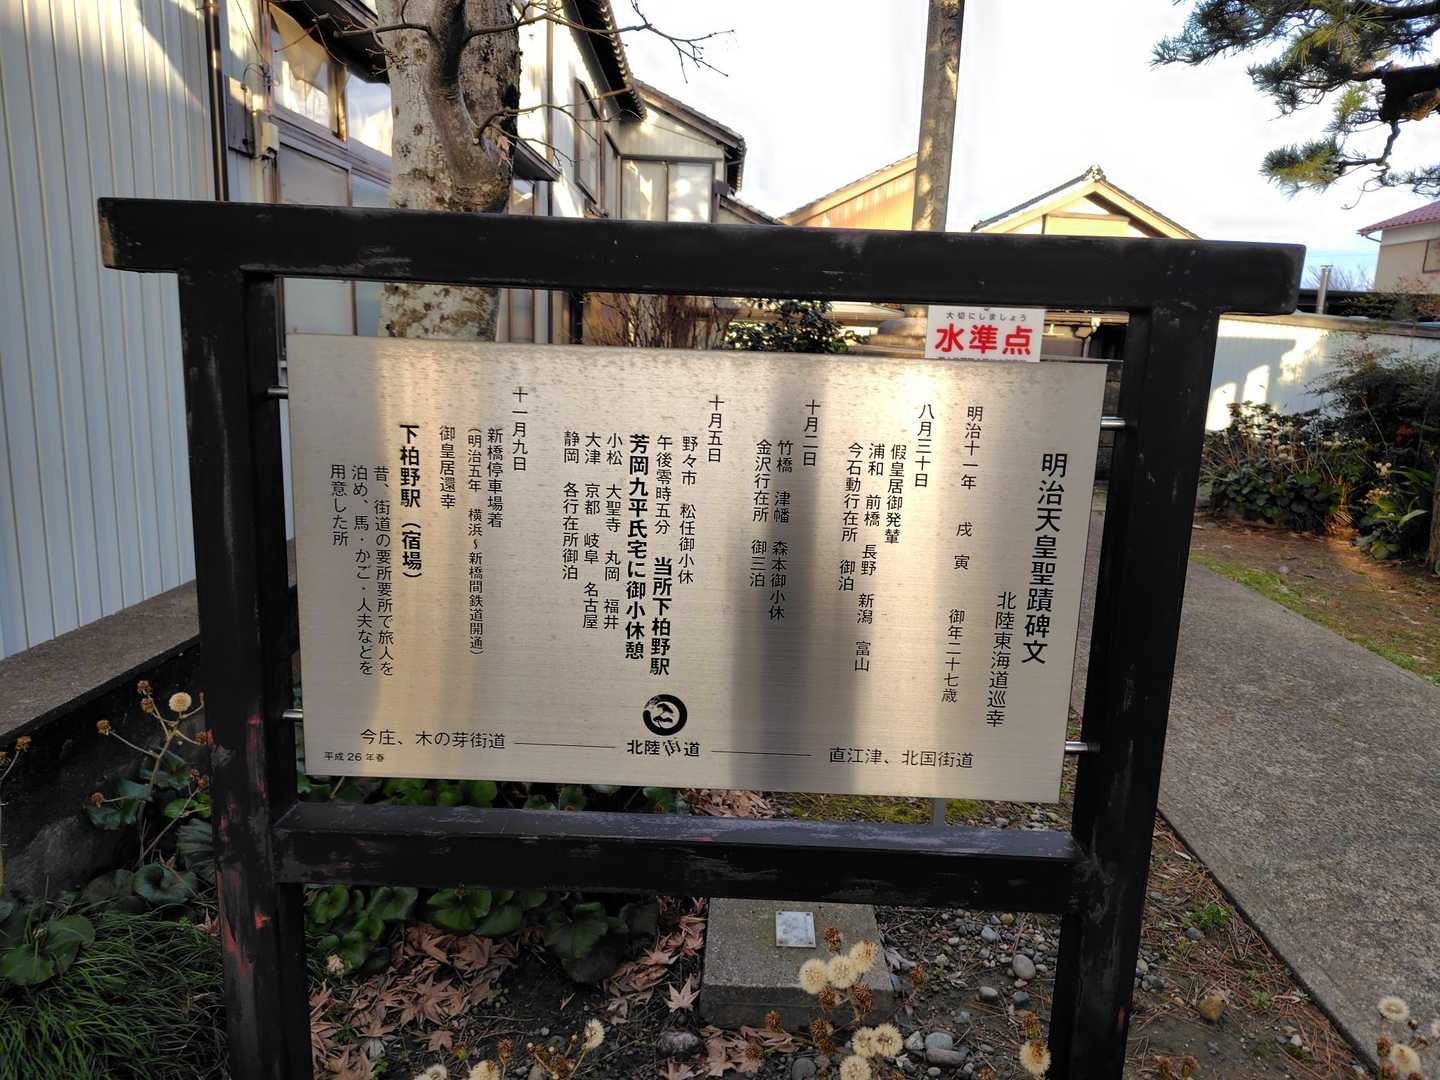 大切にしましょう
水準点
明治天皇聖蹟碑文
北陸東海道巡幸
明治十一年 戌寅 御年二十七歳
八月三十日
假皇居御発輦
浦和 前橋 長野 新潟 富山
今石動行在所 御泊
十月二日
竹橋 津幡 森本御小休
金沢行在所 御三泊
十月五日
野々市 松任御小休
午後零時五分 当所下柏野駅
芳岡九平氏宅に御小休憩
小松 大聖寺 丸岡 福井
大津 京都 岐阜 名古屋
静岡 各行在所御泊
十一月九日
新橋停車場着
(明治五年 横浜~新橋間鉄道開通)
御皇居還幸
下柏野駅(宿場)
昔、街道の要所要所で旅人を
泊め、馬・かご・人夫などを
用意した所
今庄、木の芽街道 北陸街道 直江津、北国街道
平成26年春